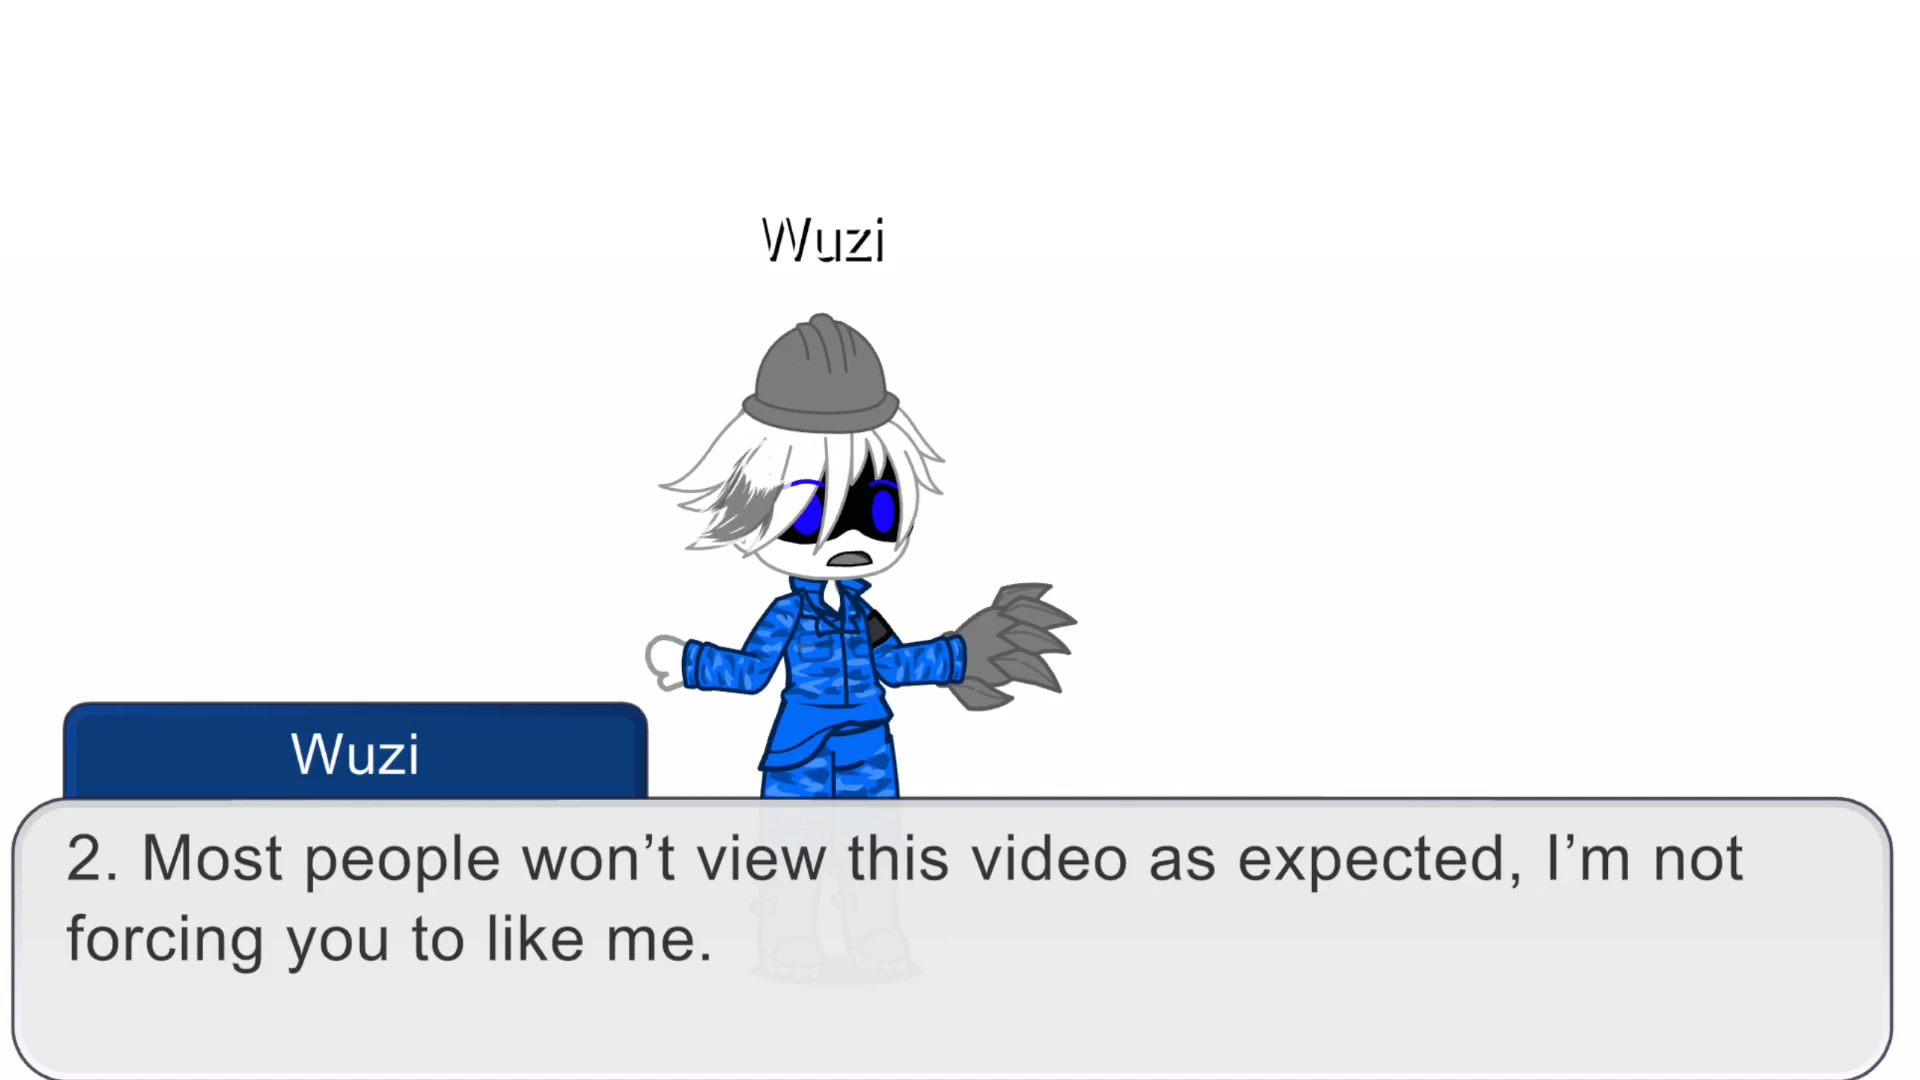 Wuzi
Wuzi
2. Most people won’t view this video as expected, I’m not
forcing you to like me.